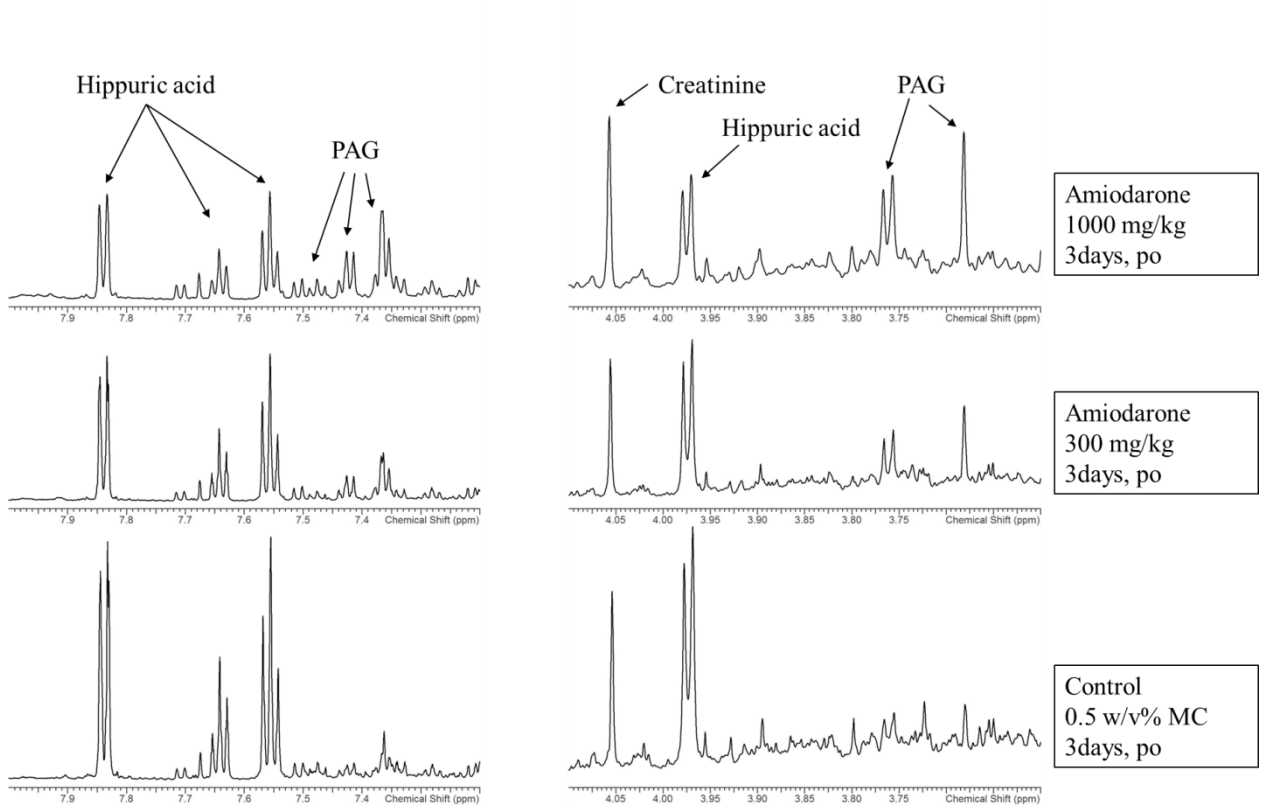 Hippuric acid
PAG
Creatinine
Hippuric acid
PAG
Amiodarone
1000 mg/kg
3days, po
7.9 7.8 7.7 7.6 7.5 7.4 Chemical Shift (ppm)
4.05 4.00 3.95 3.90 3.85 3.80 3.75 Chemical Shift (ppm)
Amiodarone
300 mg/kg
3days, po
7.9 7.8 7.7 7.6 7.5 7.4 Chemical Shift (ppm)
4.05 4.00 3.95 3.90 3.85 3.80 3.75 Chemical Shift (ppm)
Control
0.5 w/v% MC
3days, po
7.9 7.8 7.7 7.6 7.5 7.4 Chemical Shift (ppm)
4.05 4.00 3.95 3.90 3.85 3.80 3.75 Chemical Shift (ppm)